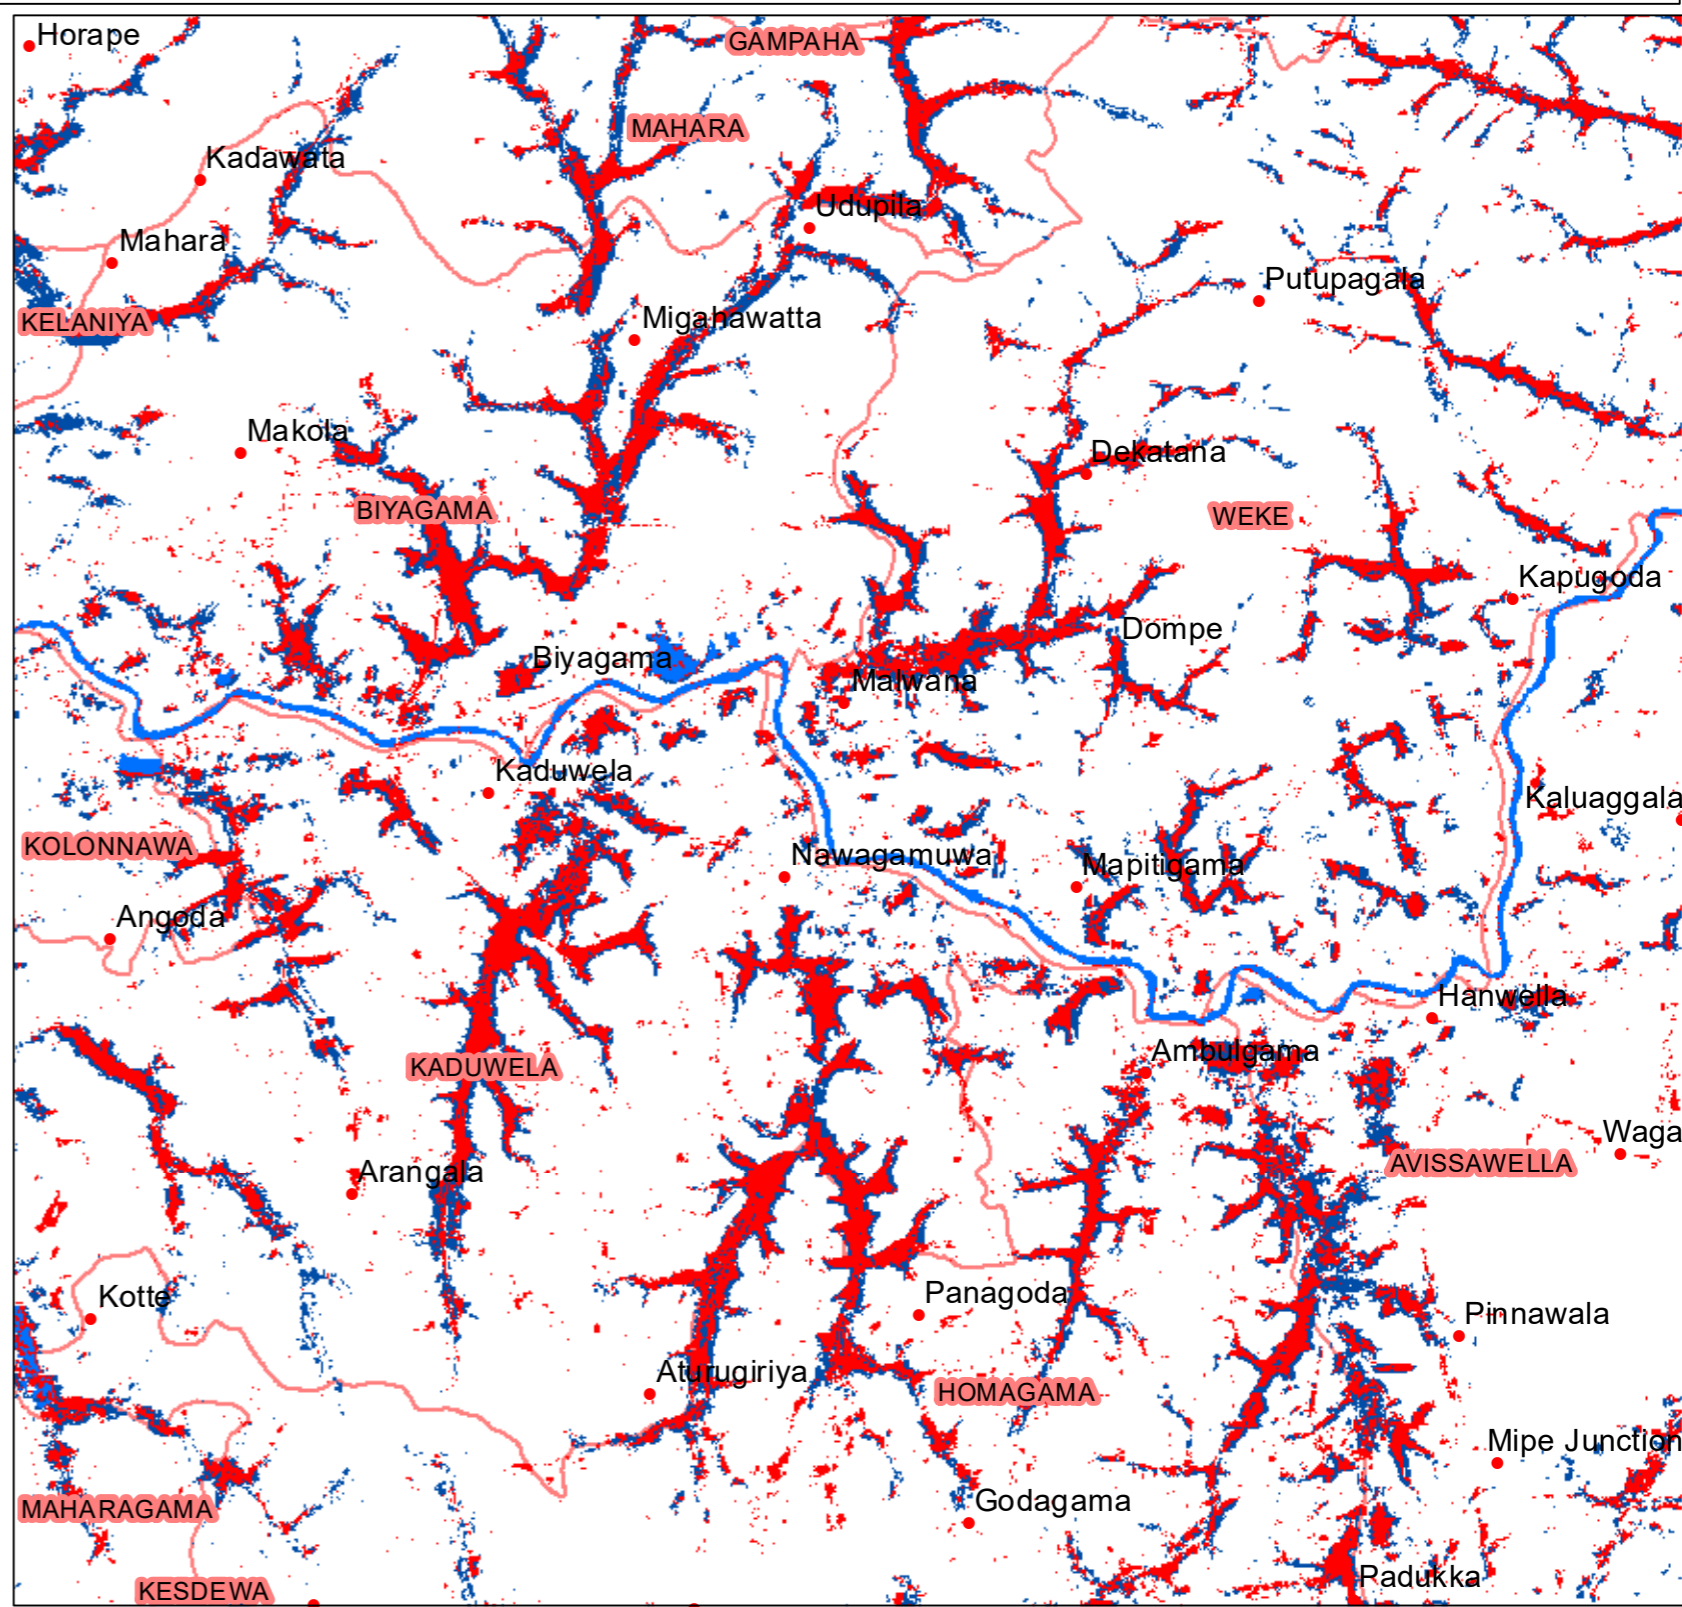 Horape
GAMPAHA
MAHARA
Kadawata
Udupila
Mahara
Putupagala
KELANIYA
Migahawatta
Makola
Dekatana
BIYAGAMA
WEKE
Kapugoda
Dompe
Biyagama
Malwana
Kaduwela
Kaluaggala
KOLONNAWA
Nawagamuwa
Mapitigama
Angoda
Hanwella
Ambulgama
KADUWELA
Waga
AVISSAWELLA
Arangala
Kotte
Panagoda
Pinnawala
Aturugiriya
HOMAGAMA
Mipe Junction
Godagama
MAHARAGAMA
Padukka
KESDEWA